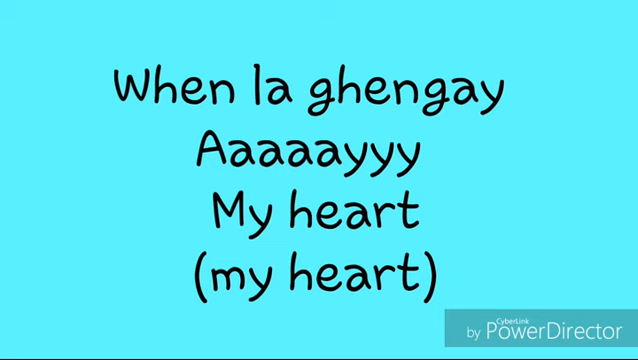 When la ghengay
Aaaaayyy
My heart
(my heart)
CyberLink
by PowerDirector